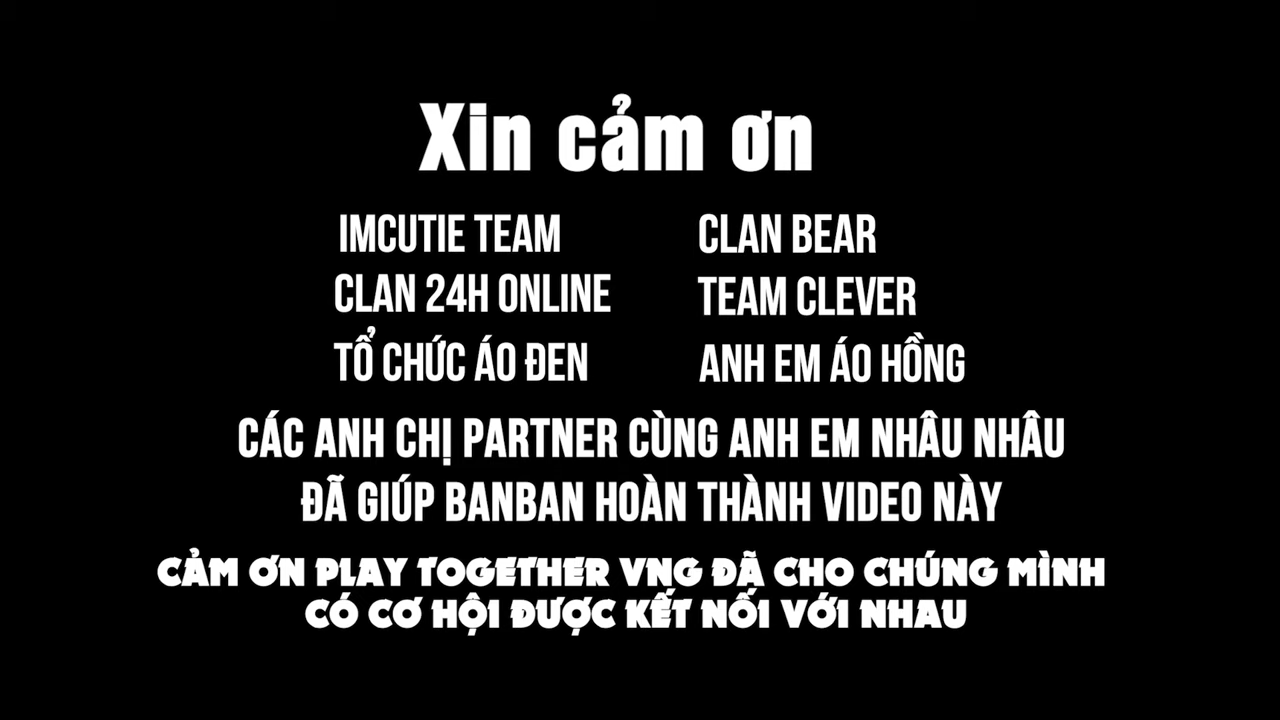 Xin cảm ơn
IMCUTIE TEAM
CLAN BEAR
CLAN 24H ONLINE
TEAM CLEVER
TỔ CHỨC ÁO ĐEN
ANH EM ÁO HỒNG
CÁC ANH CHỊ PARTNER CÙNG ANH EM NHÂU NHÂU
ĐÃ GIÚP BANBAN HOÀN THÀNH VIDEO NÀY
CẢM ƠN PLAY TOGETHER VNG ĐÃ CHO CHÚNG MÌNH
CÓ CƠ HỘI ĐƯỢC KẾT NỐI VỚI NHAU